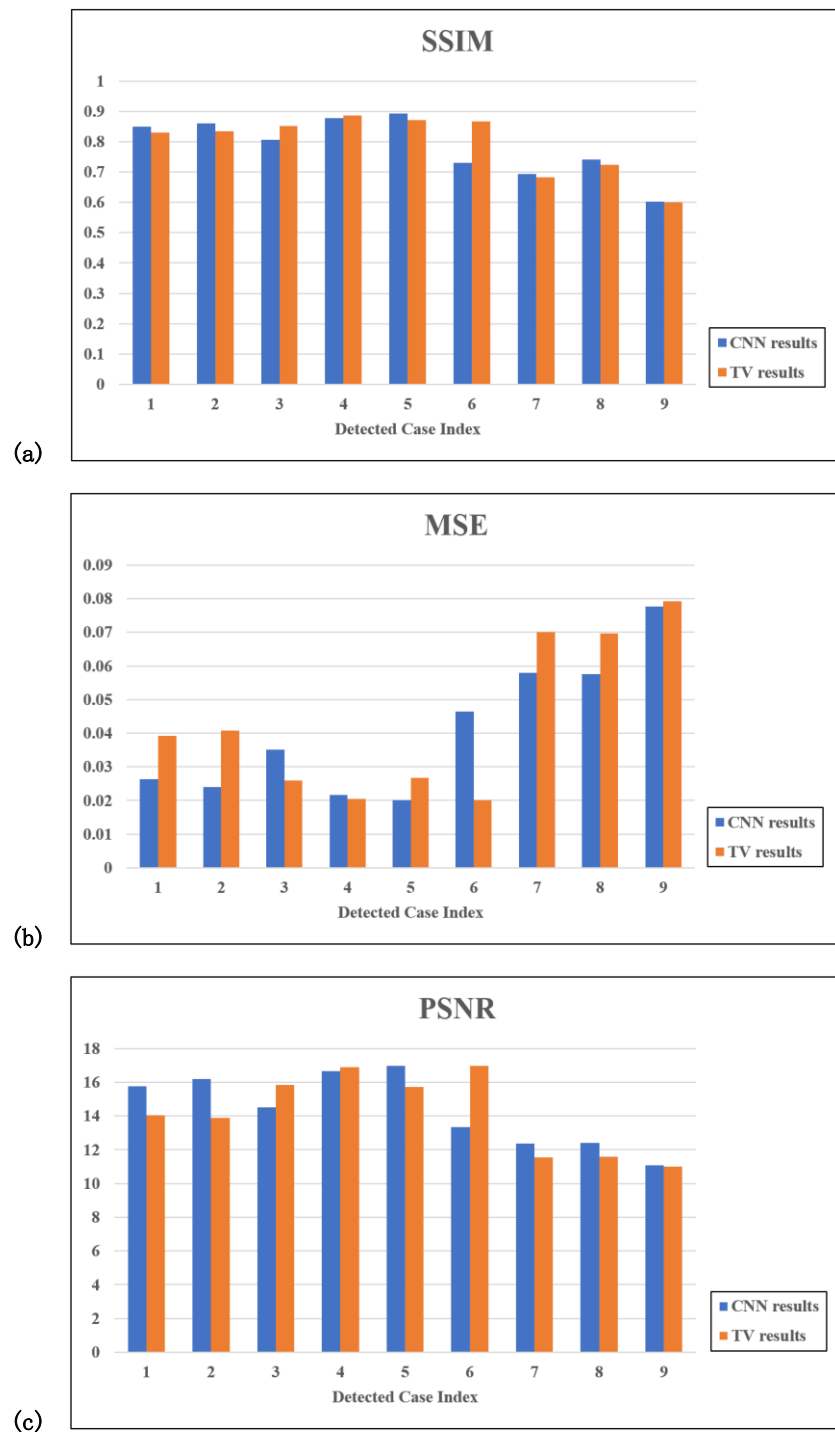 SSIM
1
0.9
0.8
0.7
0.6
0.5
0.4
0.3
0.2
0.1
0
1 2 3 4 5 6 7 8 9
Detected Case Index
CNN results
TV results
(a)
MSE
0.09
0.08
0.07
0.06
0.05
0.04
0.03
0.02
0.01
0
1 2 3 4 5 6 7 8 9
Detected Case Index
CNN results
TV results
(b)
PSNR
18
16
14
12
10
8
6
4
2
0
1 2 3 4 5 6 7 8 9
Detected Case Index
CNN results
TV results
(c)